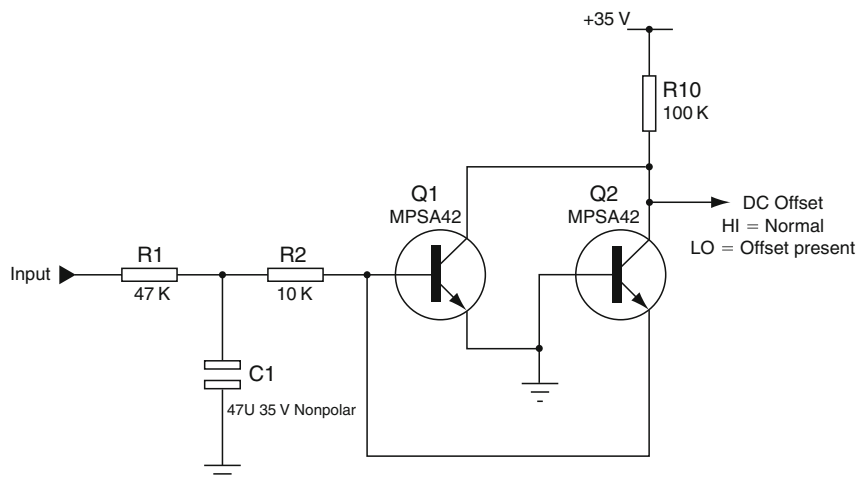 +35 V
R10
100 K
Q1
MPSA42
Q2
MPSA42
DC Offset
HI = Normal
LO = Offset present
Input
R1
47 K
R2
10 K
C1
47U 35 V Nonpolar